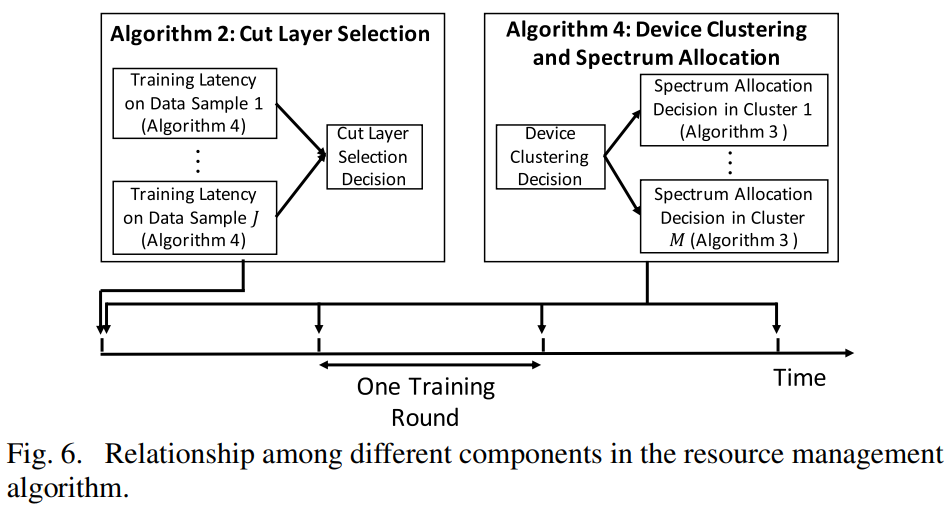 Algorithm 2: Cut Layer Selection
Training Latency
on Data Sample 1
(Algorithm 4)
⋮
Training Latency
on Data Sample J
(Algorithm 4)
Cut Layer
Selection
Decision
Algorithm 4: Device Clustering
and Spectrum Allocation
Device
Clustering
Decision
Spectrum Allocation
Decision in Cluster 1
(Algorithm 3 )
⋮
Spectrum Allocation
Decision in Cluster
M (Algorithm 3 )
One Training
Round
Time
Fig. 6. Relationship among different components in the resource management
algorithm.